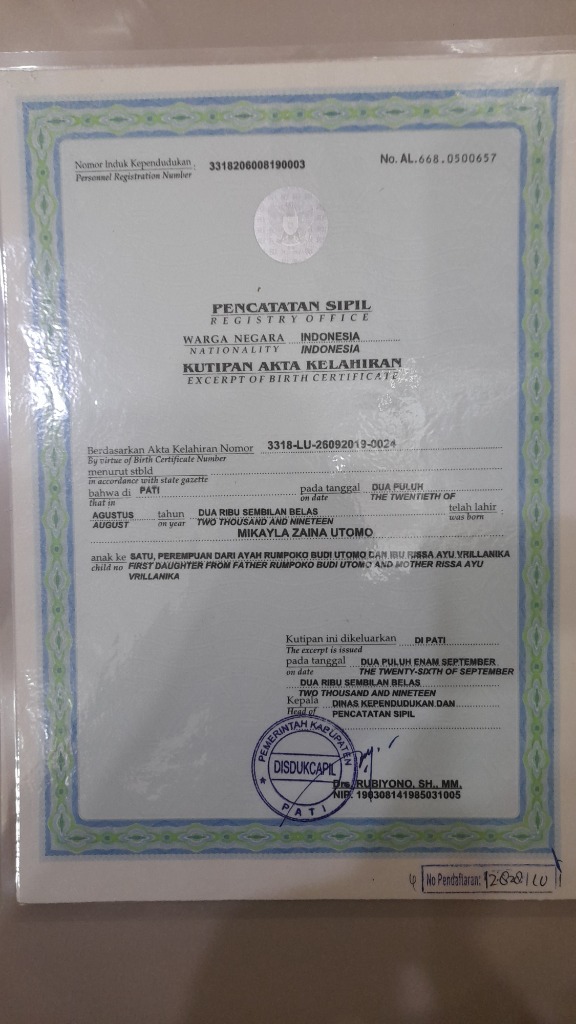 Nomor Induk Kependudukan : 3318206008190003 No. AL.668.0500657
Personnel Registration Number
PENCATATAN SIPIL
REGISTRY OFFICE
WARGA NEGARA INDONESIA
NATIONALITY INDONESIA
KUTIPAN AKTA KELAHIRAN
EXCERPT OF BIRTH CERTIFICATE
Berdasarkan Akta Kelahiran Nomor 3318-LU-26092019-0024
By virtue of Birth Certificate Number
menurut stbld
in accordance with state gazette
bahwa di PATI pada tanggal DUA PULUH
that in on date THE TWENTIETH OF
AGUSTUS tahun DUA RIBU SEMBILAN BELAS telah lahir :
AUGUST on year TWO THOUSAND AND NINETEEN was born
MIKAYLA ZAINA UTOMO
anak ke SATU, PEREMPUAN DARI AYAH RUMPOKO BUDI UTOMO DAN IBU RISSA AYU VRILLANIKA
child no FIRST DAUGHTER FROM FATHER RUMPOKO BUDI UTOMO AND MOTHER RISSA AYU
VRILLANIKA
Kutipan ini dikeluarkan DI PATI
The excerpt is issued
pada tanggal DUA PULUH ENAM SEPTEMBER
on date THE TWENTY-SIXTH OF SEPTEMBER
DUA RIBU SEMBILAN BELAS
TWO THOUSAND AND NINETEEN
Kepala DINAS KEPENDUDUKAN DAN
Head of PENCATATAN SIPIL
PEMERINTAH KABUPATEN
DISDUKCAPIL
PATI
Drs. RUBIYONO, SH., MM.
NIP. 196308141985031005
No Pendaftaran: 12828/LU